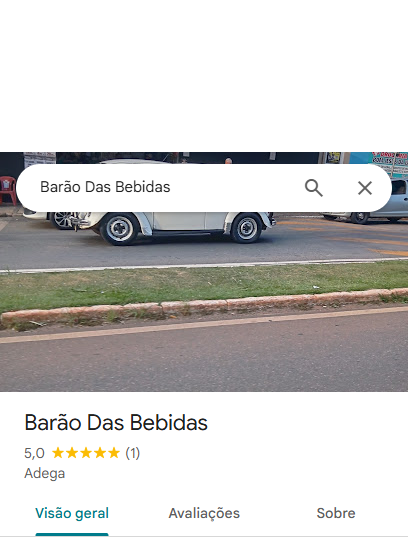 Barão Das Bebidas
Barão Das Bebidas
5,0 (1)
Adega
Visão geral
Avaliações
Sobre